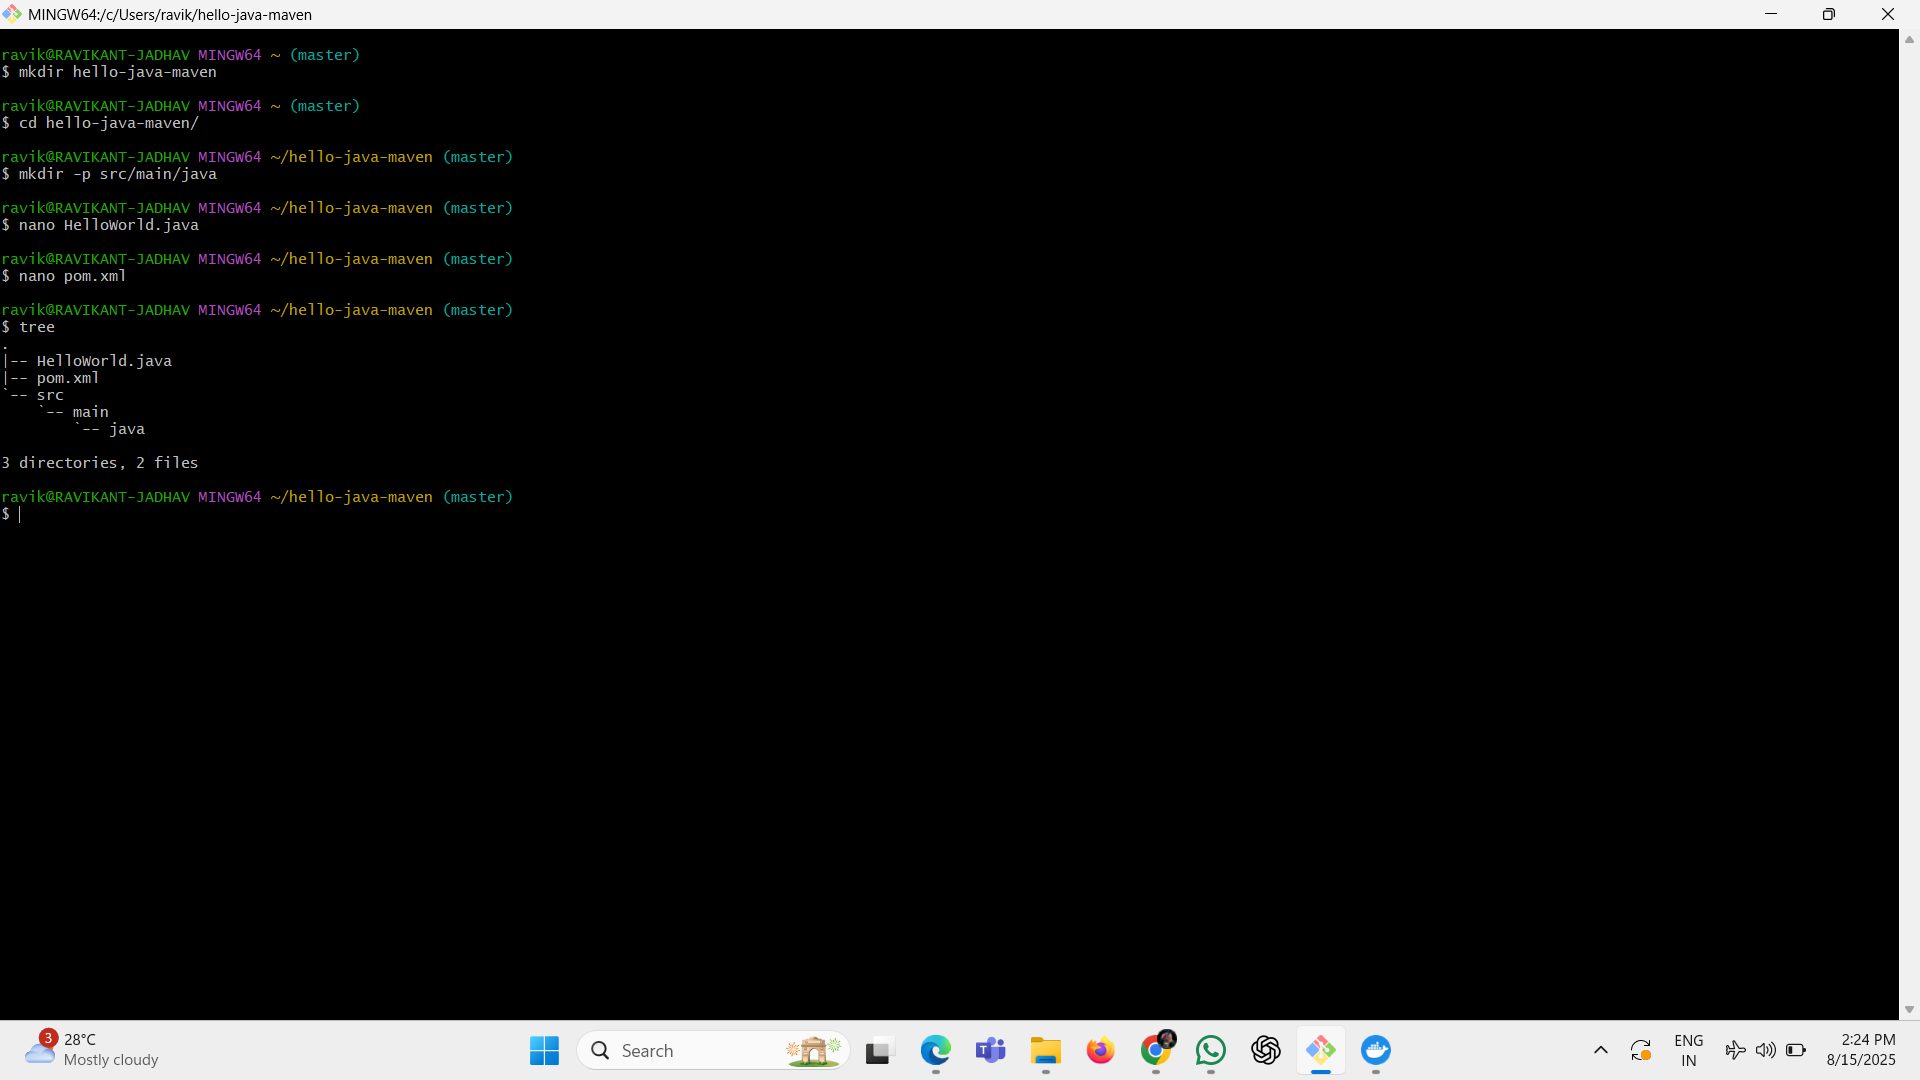 MINGW64:/c/Users/ravik/hello-java-maven
ravik@RAVIKANT-JADHAV MINGW64 ~ (master)
$ mkdir hello-java-maven
ravik@RAVIKANT-JADHAV MINGW64 ~ (master)
$ cd hello-java-maven/
ravik@RAVIKANT-JADHAV MINGW64 ~/hello-java-maven (master)
$ mkdir -p src/main/java
ravik@RAVIKANT-JADHAV MINGW64 ~/hello-java-maven (master)
$ nano HelloWorld.java
ravik@RAVIKANT-JADHAV MINGW64 ~/hello-java-maven (master)
$ nano pom.xml
ravik@RAVIKANT-JADHAV MINGW64 ~/hello-java-maven (master)
$ tree
.
|-- HelloWorld.java
|-- pom.xml
`-- src
    `-- main
        `-- java
3 directories, 2 files
ravik@RAVIKANT-JADHAV MINGW64 ~/hello-java-maven (master)
$
3
28°C
Mostly cloudy
Search
ENG
IN
2:24 PM
8/15/2025